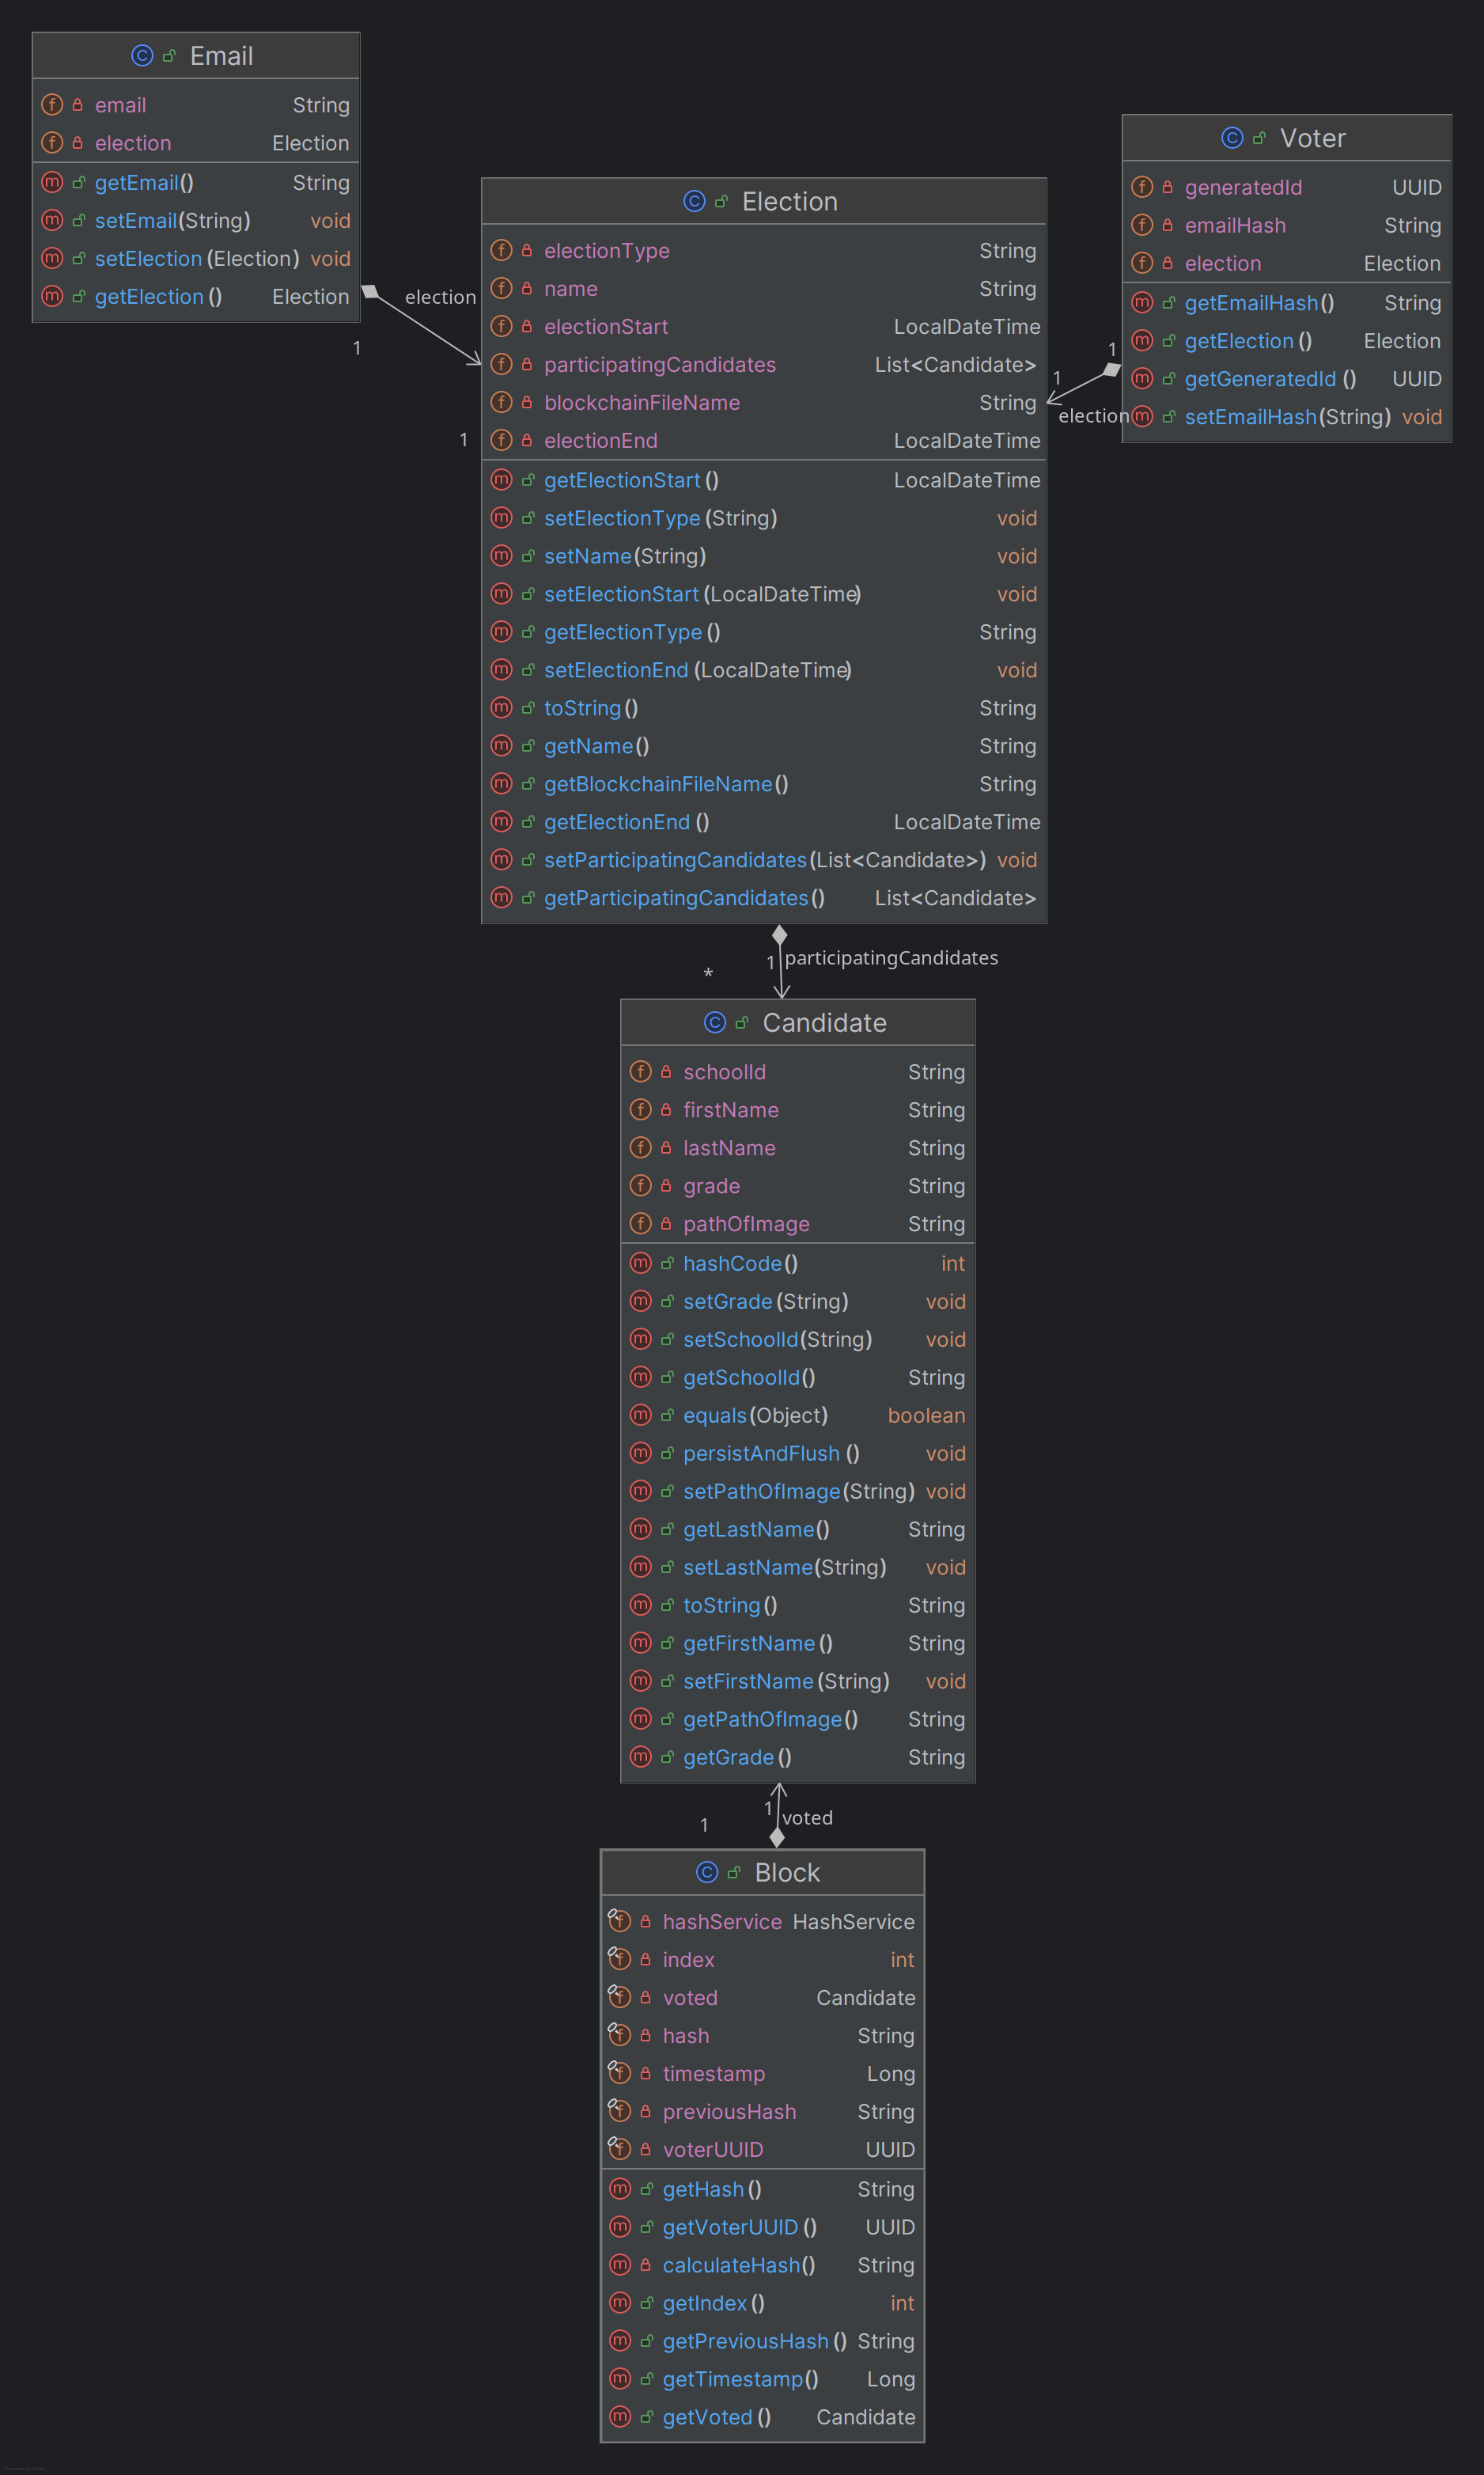 Email
email String
election Election
getEmail() String
setEmail(String) void
setElection(Election) void
getElection() Election
1
election
1
Voter
generatedId UUID
emailHash String
election Election
getEmailHash() String
getElection() Election
getGeneratedId() UUID
setEmailHash(String) void
1
1
election
Election
electionType String
name String
electionStart LocalDateTime
participatingCandidates List<Candidate>
blockchainFileName String
electionEnd LocalDateTime
getElectionStart() LocalDateTime
setElectionType(String) void
setName(String) void
setElectionStart(LocalDateTime) void
getElectionType() String
setElectionEnd(LocalDateTime) void
toString() String
getName() String
getBlockchainFileName() String
getElectionEnd() LocalDateTime
setParticipatingCandidates(List<Candidate>) void
getParticipatingCandidates() List<Candidate>
1 participatingCandidates
*
Candidate
schoolId String
firstName String
lastName String
grade String
pathOfImage String
hashCode() int
setGrade(String) void
setSchoolId(String) void
getSchoolId() String
equals(Object) boolean
persistAndFlush() void
setPathOfImage(String) void
getLastName() String
setLastName(String) void
toString() String
getFirstName() String
setFirstName(String) void
getPathOfImage() String
getGrade() String
1 voted
1
Block
hashService HashService
index int
voted Candidate
hash String
timestamp Long
previousHash String
voterUUID UUID
getHash() String
getVoterUUID() UUID
calculateHash() String
getIndex() int
getPreviousHash() String
getTimestamp() Long
getVoted() Candidate